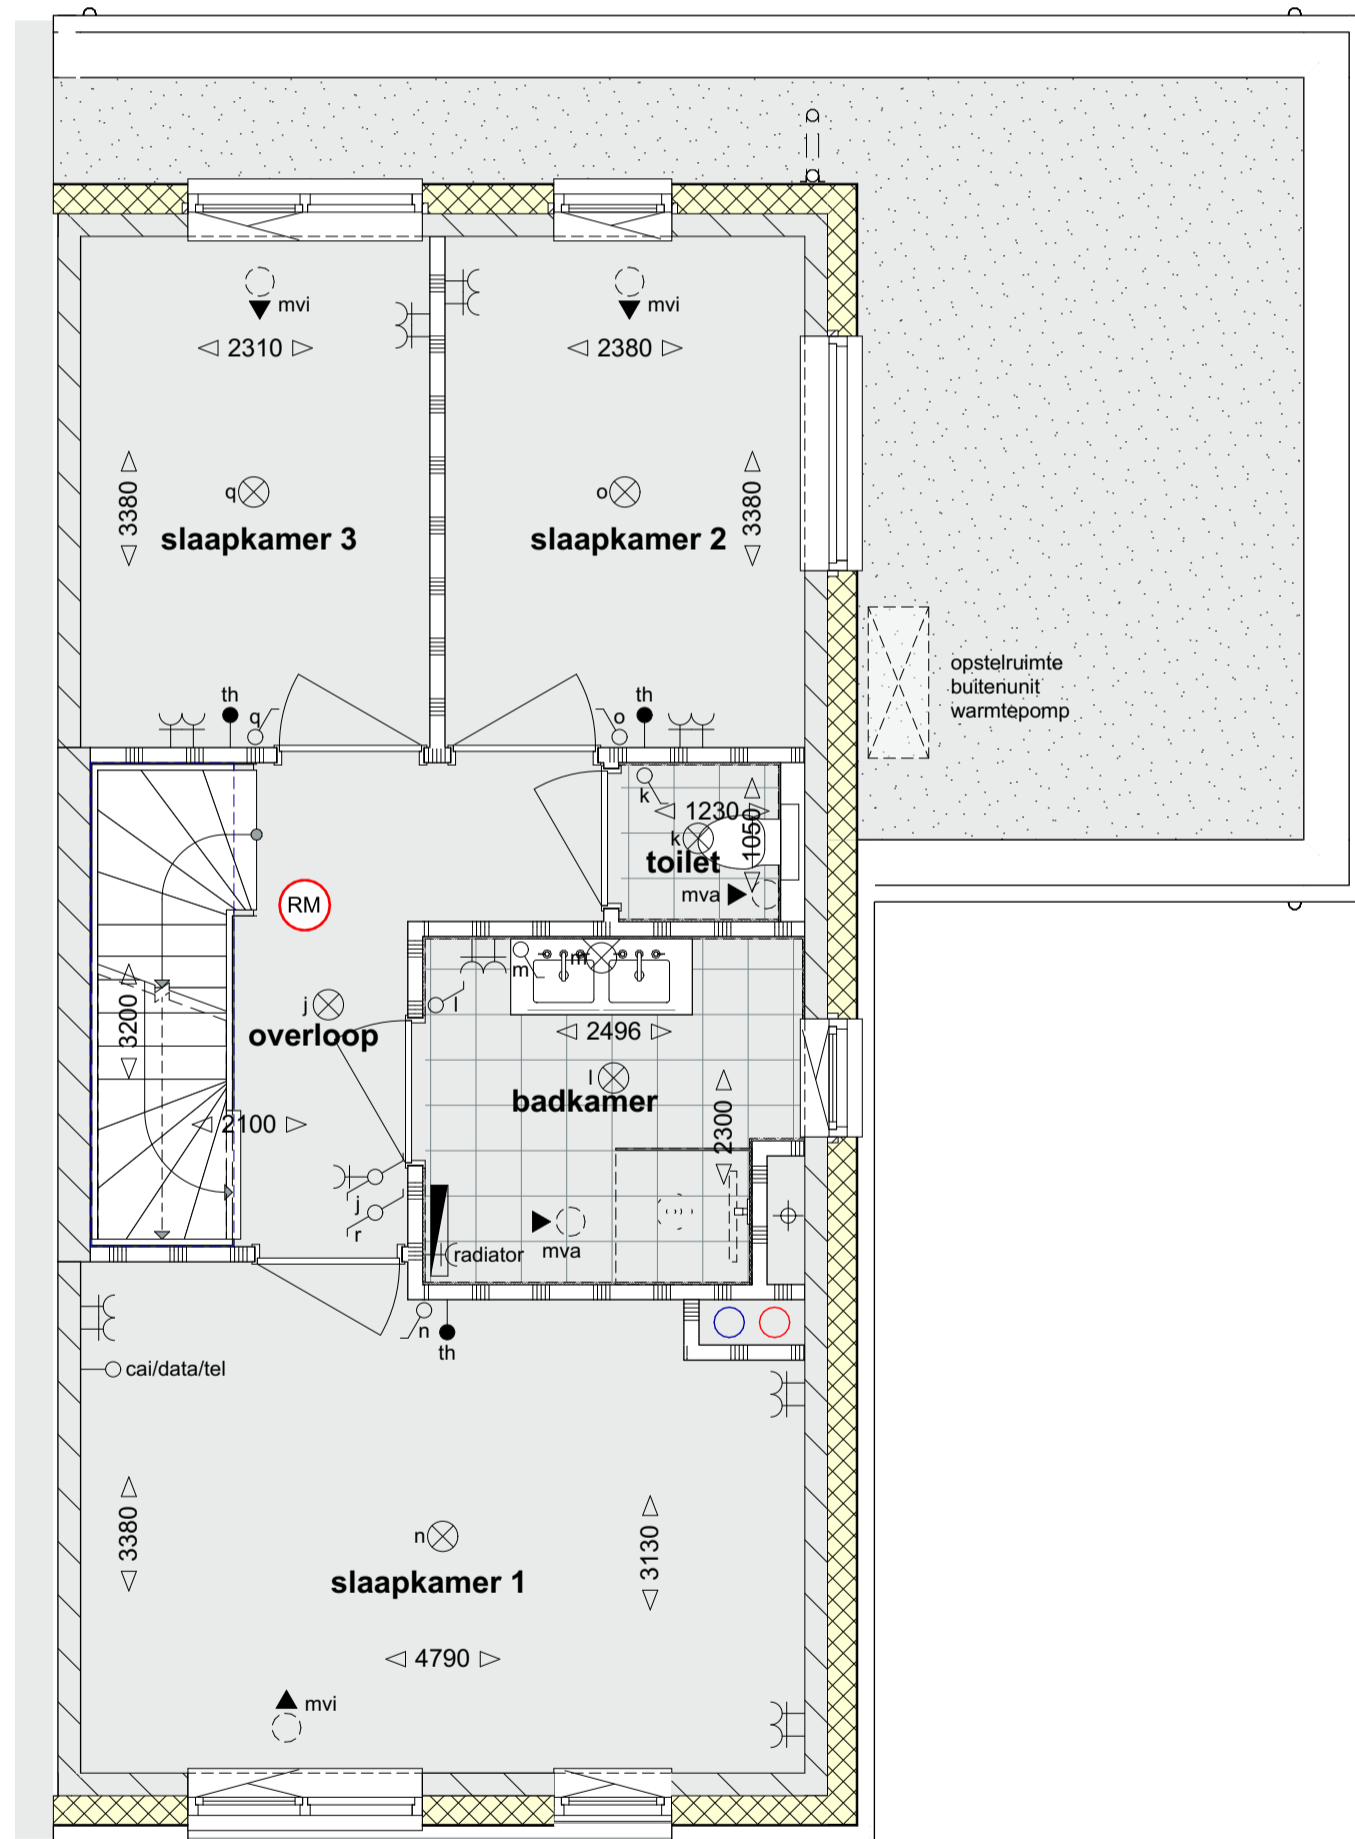 mvi
mvi
2310
2380
3380
q
o
3380
slaapkamer 3
slaapkamer 2
opstelruimte
buitenunit
warmtepomp
th
q
th
o
k
1230
k
1050
toilet
mva
RM
m
m
l
j
3200
overloop
2496
l
badkamer
2100
2300
j
r
radiator
mva
n
th
cai/data/tel
3380
n
3130
slaapkamer 1
4790
mvi